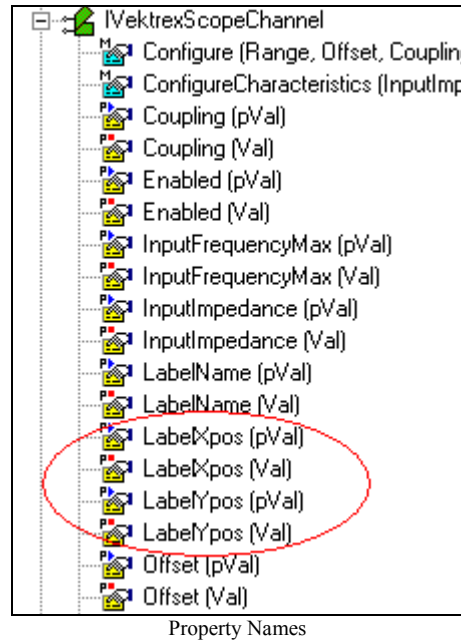 IVektrexScopeChannel
Configure (Range, Offset, Coupling
ConfigureCharacteristics (InputImp
Coupling (pVal)
Coupling (Val)
Enabled (pVal)
Enabled (Val)
InputFrequencyMax (pVal)
InputFrequencyMax (Val)
InputImpedance (pVal)
InputImpedance (Val)
LabelName (pVal)
LabelName (Val)
LabelXpos (pVal)
LabelXpos (Val)
LabelYpos (pVal)
LabelYpos (Val)
Offset (pVal)
Offset (Val)
Property Names